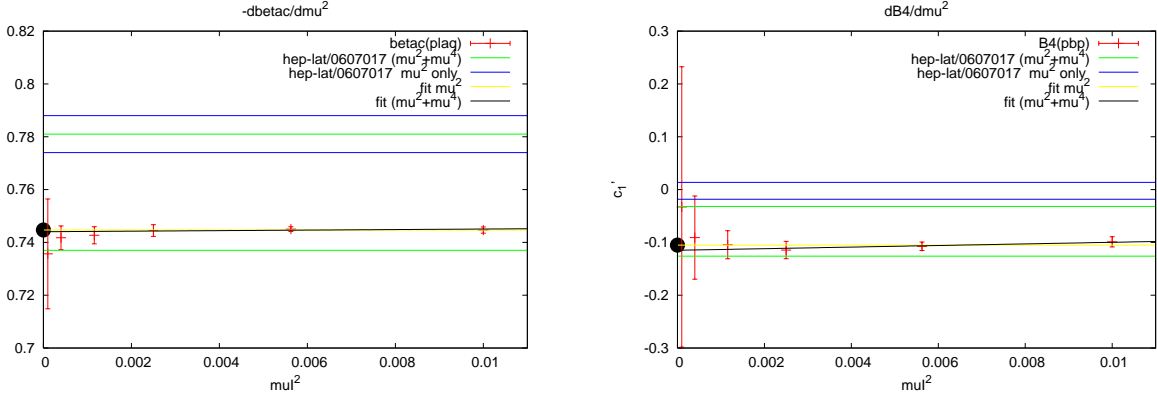 -dbetac/dmu²
0.82
0.8
0.78
0.76
0.74
0.72
0.7
betac(plaq)
hep-lat/0607017 (mu²+mu⁴)
hep-lat/0607017 mu² only
fit mu²
fit (mu²+mu⁴)
0 0.002 0.004 0.006 0.008 0.01
muI²
dB4/dmu²
0.3
0.2
0.1
0
-0.1
-0.2
-0.3
c₁'
B4(pbp)
hep-lat/0607017 (mu²+mu⁴)
hep-lat/0607017 mu² only
fit mu²
fit (mu²+mu⁴)
0 0.002 0.004 0.006 0.008 0.01
muI²